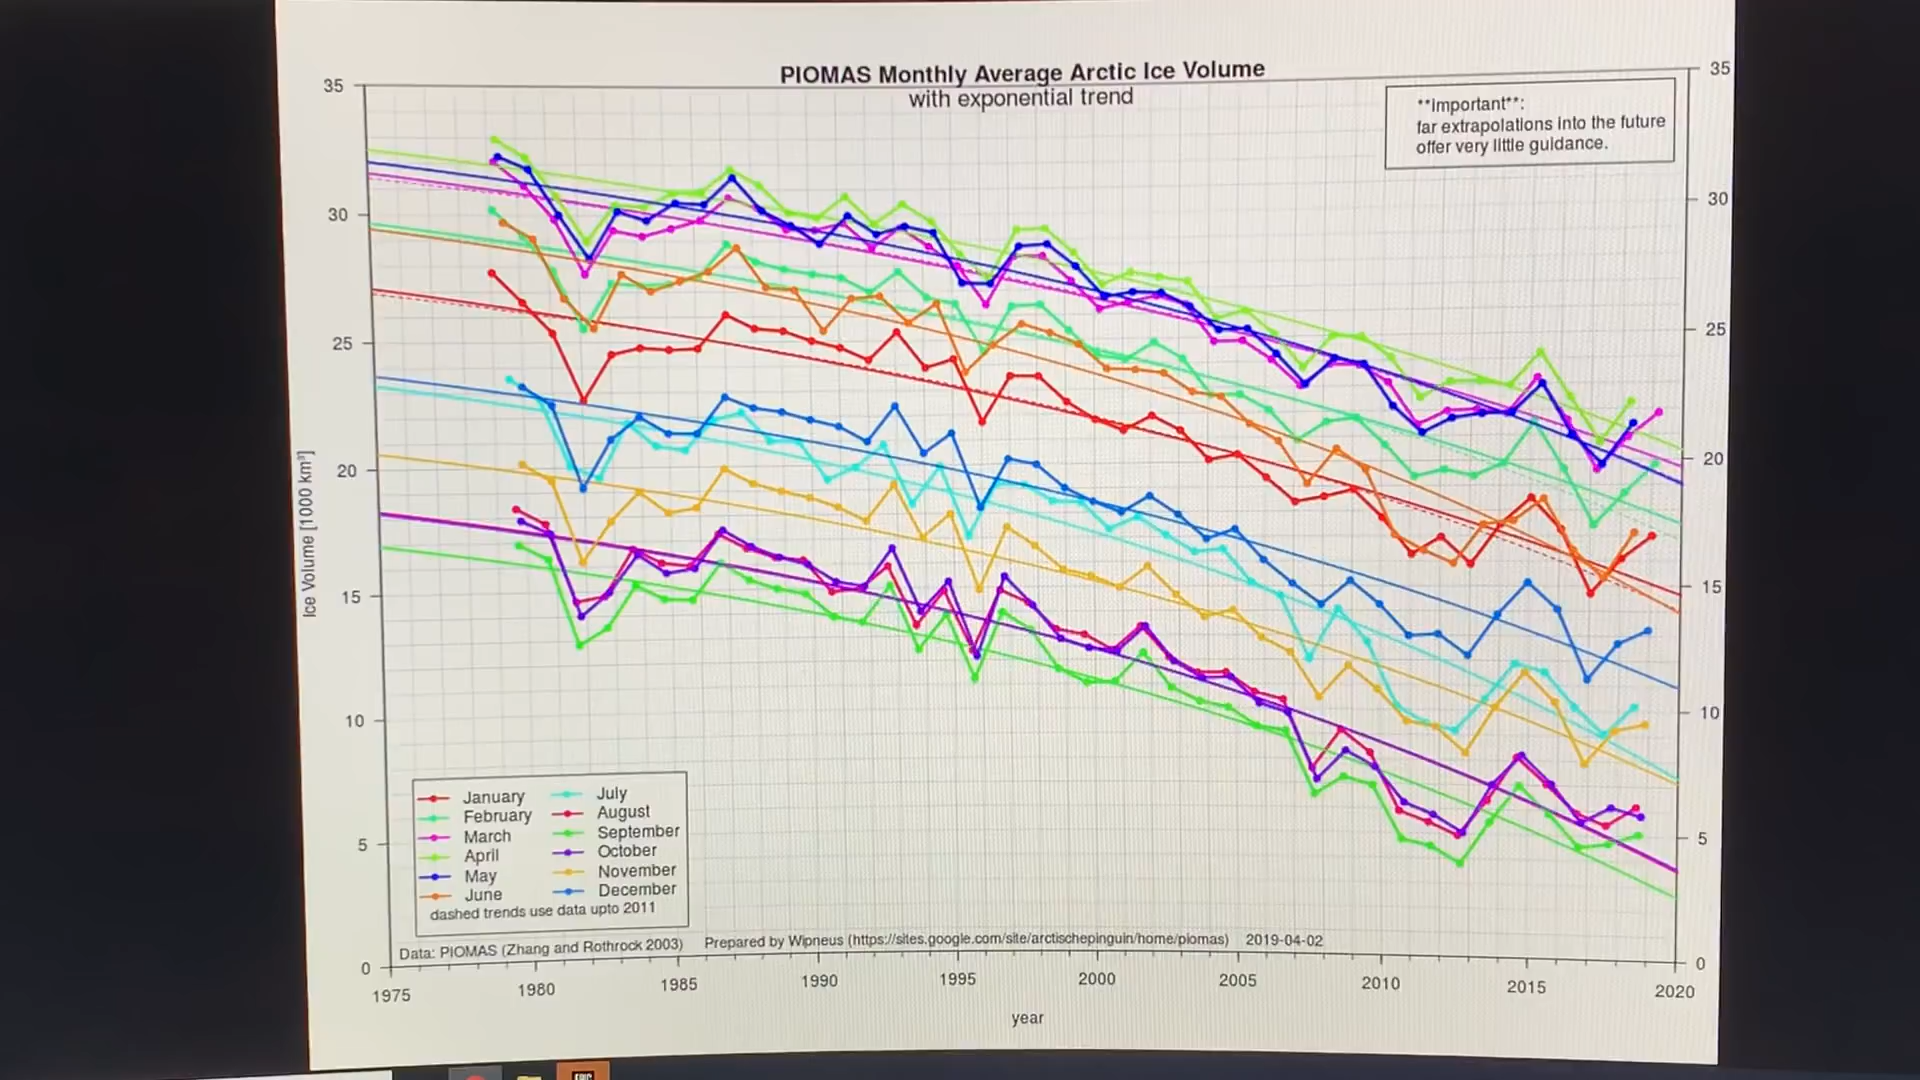 PIOMAS Monthly Average Arctic Ice Volume
with exponential trend
**Important**:
far extrapolations into the future
offer very little guidance.
35
30
25
20
15
10
5
0
35
30
25
20
15
10
5
0
Ice Volume [1000 km³]
January
February
March
April
May
June
July
August
September
October
November
December
dashed trends use data upto 2011
Data: PIOMAS (Zhang and Rothrock 2003) Prepared by Wipneus (https://sites.google.com/site/arctischepinguin/home/piomas) 2019-04-02
1975 1980 1985 1990 1995 2000 2005 2010 2015 2020
year
EPIC